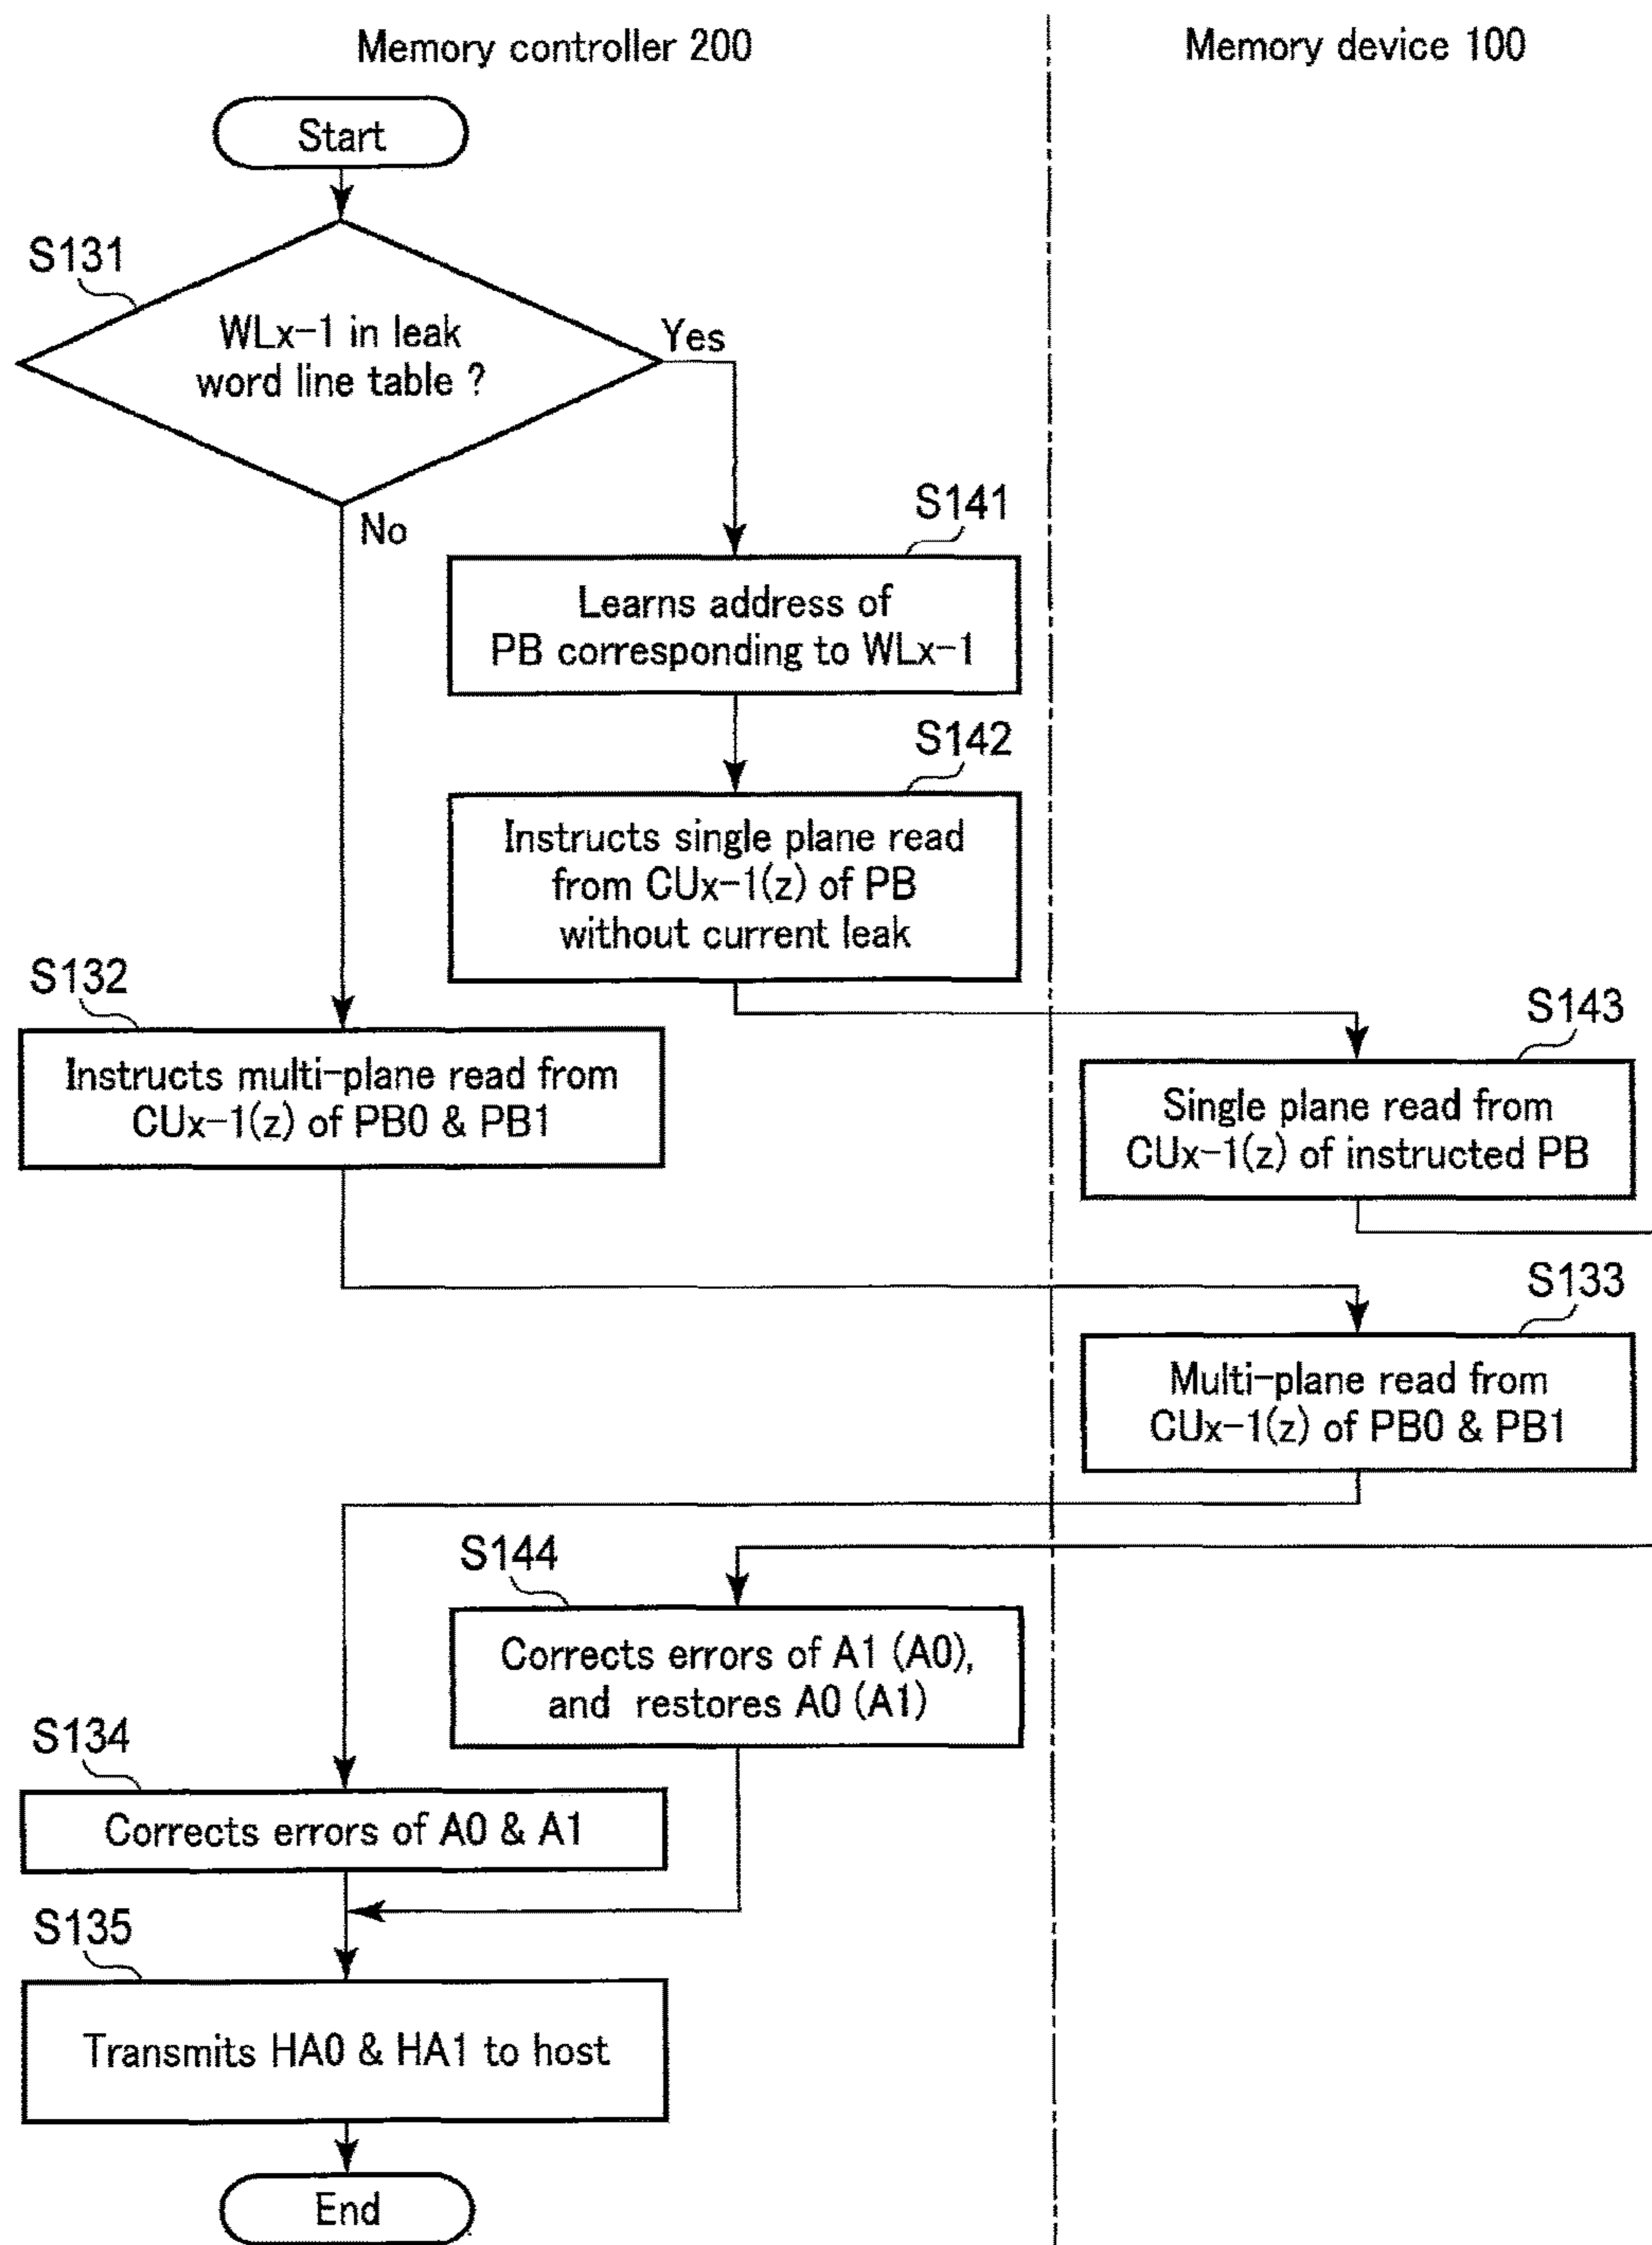 Memory controller 200
Memory device 100
Start
S131
WLx-1 in leak
word line table ?
Yes
No
S141
Learns address of
PB corresponding to WLx-1
S142
Instructs single plane read
from CUx-1(z) of PB
without current leak
S132
Instructs multi-plane read from
CUx-1(z) of PB0 & PB1
S143
Single plane read from
CUx-1(z) of instructed PB
S133
Multi-plane read from
CUx-1(z) of PB0 & PB1
S144
Corrects errors of A1 (A0),
and restores A0 (A1)
S134
Corrects errors of A0 & A1
S135
Transmits HA0 & HA1 to host
End